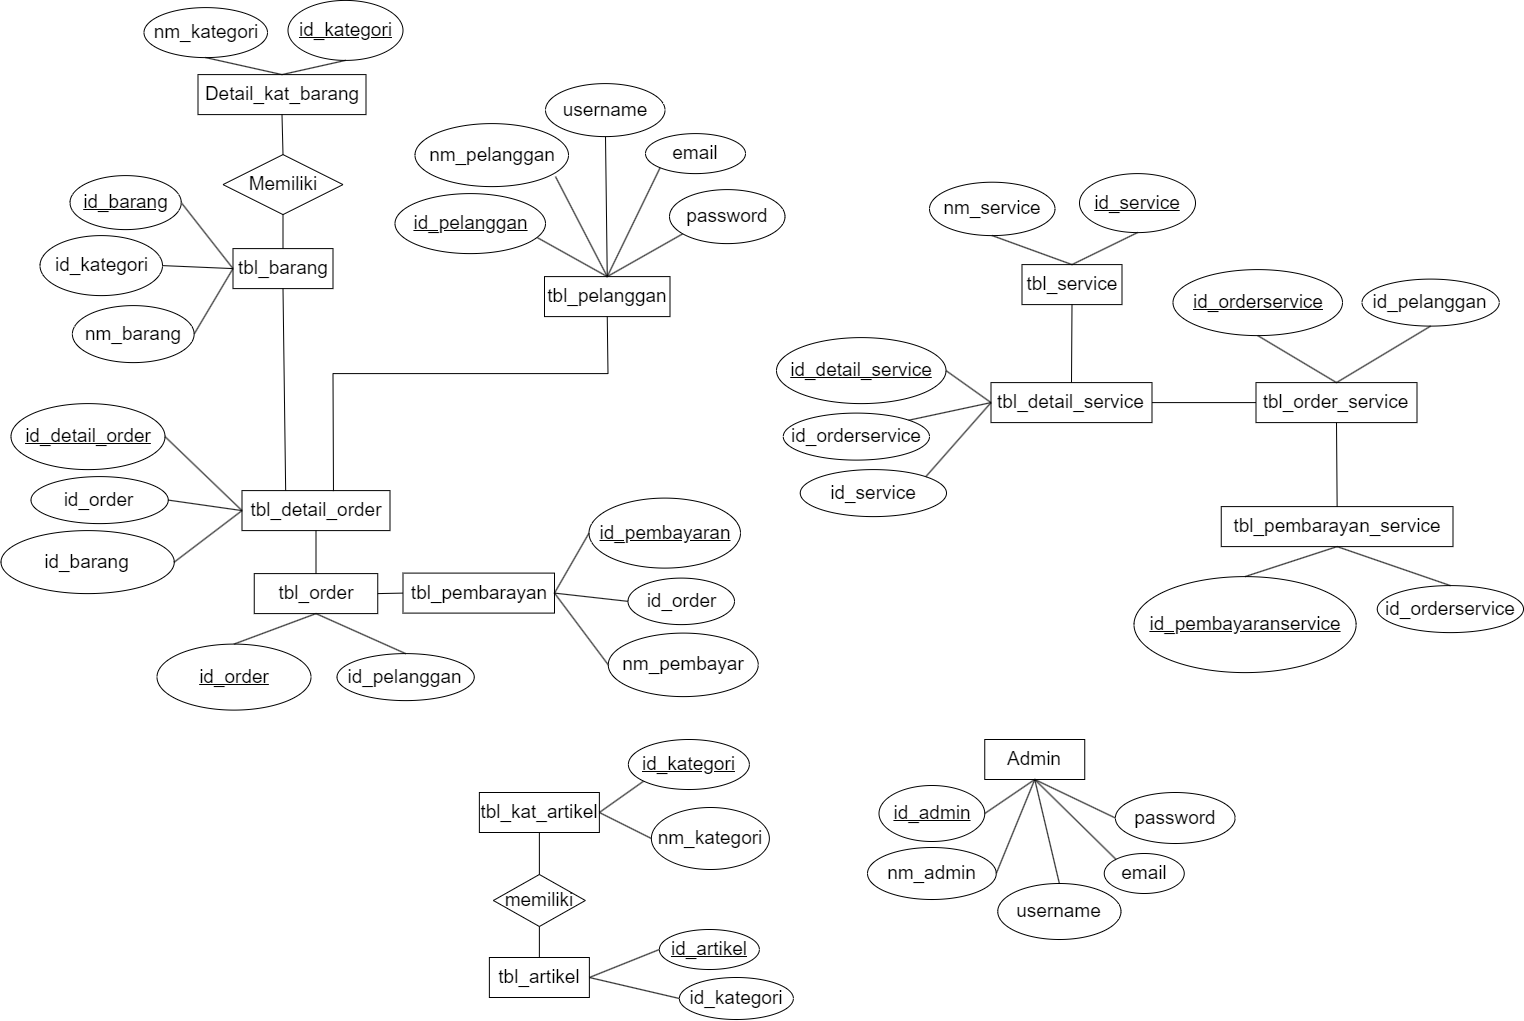 nm_kategori
id_kategori
Detail_kat_barang
Memiliki
id_barang
id_kategori
nm_barang
tbl_barang
username
nm_pelanggan
email
id_pelanggan
password
tbl_pelanggan
nm_service
id_service
tbl_service
id_orderservice
id_pelanggan
id_detail_service
id_orderservice
id_service
tbl_detail_service
tbl_order_service
id_detail_order
id_order
id_barang
tbl_detail_order
tbl_order
tbl_pembarayan
id_pembayaran
id_order
nm_pembayar
id_order
id_pelanggan
tbl_pembarayan_service
id_pembayaranservice
id_orderservice
id_kategori
tbl_kat_artikel
nm_kategori
memiliki
id_artikel
tbl_artikel
id_kategori
Admin
id_admin
password
nm_admin
email
username